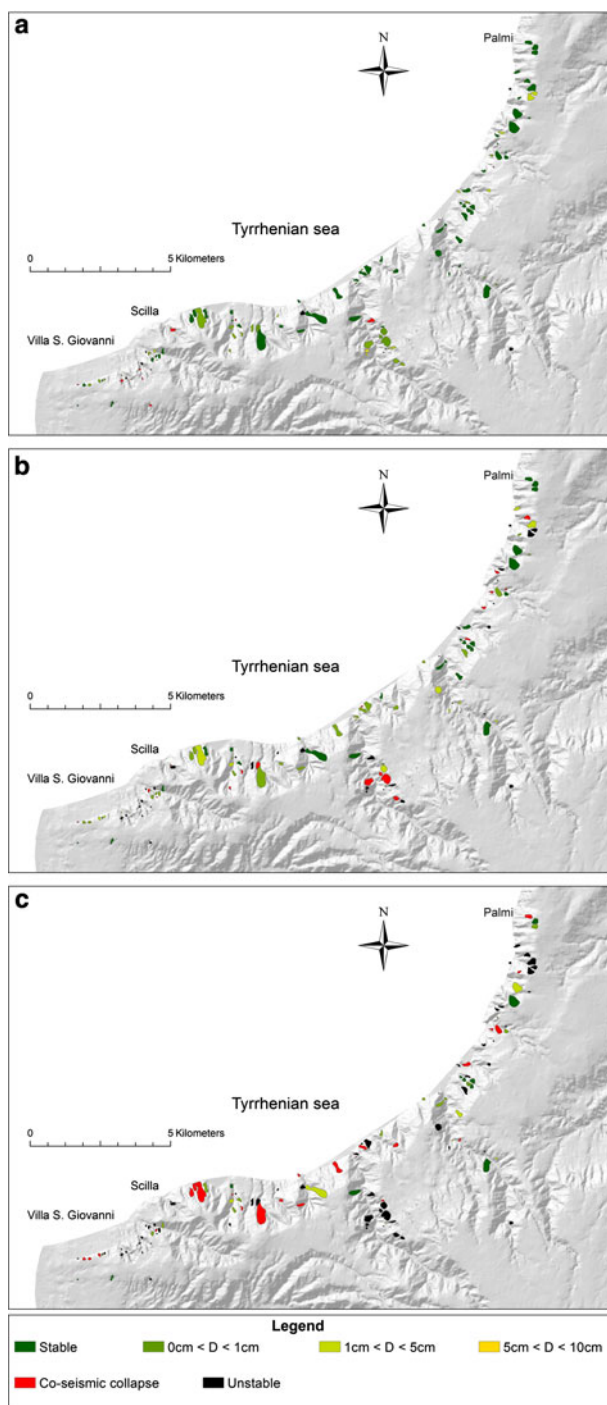 a
Palmi
N
Tyrrhenian sea
0 5 Kilometers
Scilla
Villa S. Giovanni
b
Palmi
N
Tyrrhenian sea
0 5 Kilometers
Scilla
Villa S. Giovanni
c
Palmi
N
Tyrrhenian sea
0 5 Kilometers
Scilla
Villa S. Giovanni
Legend
Stable 0cm < D < 1cm 1cm < D < 5cm 5cm < D < 10cm
Co-seismic collapse Unstable